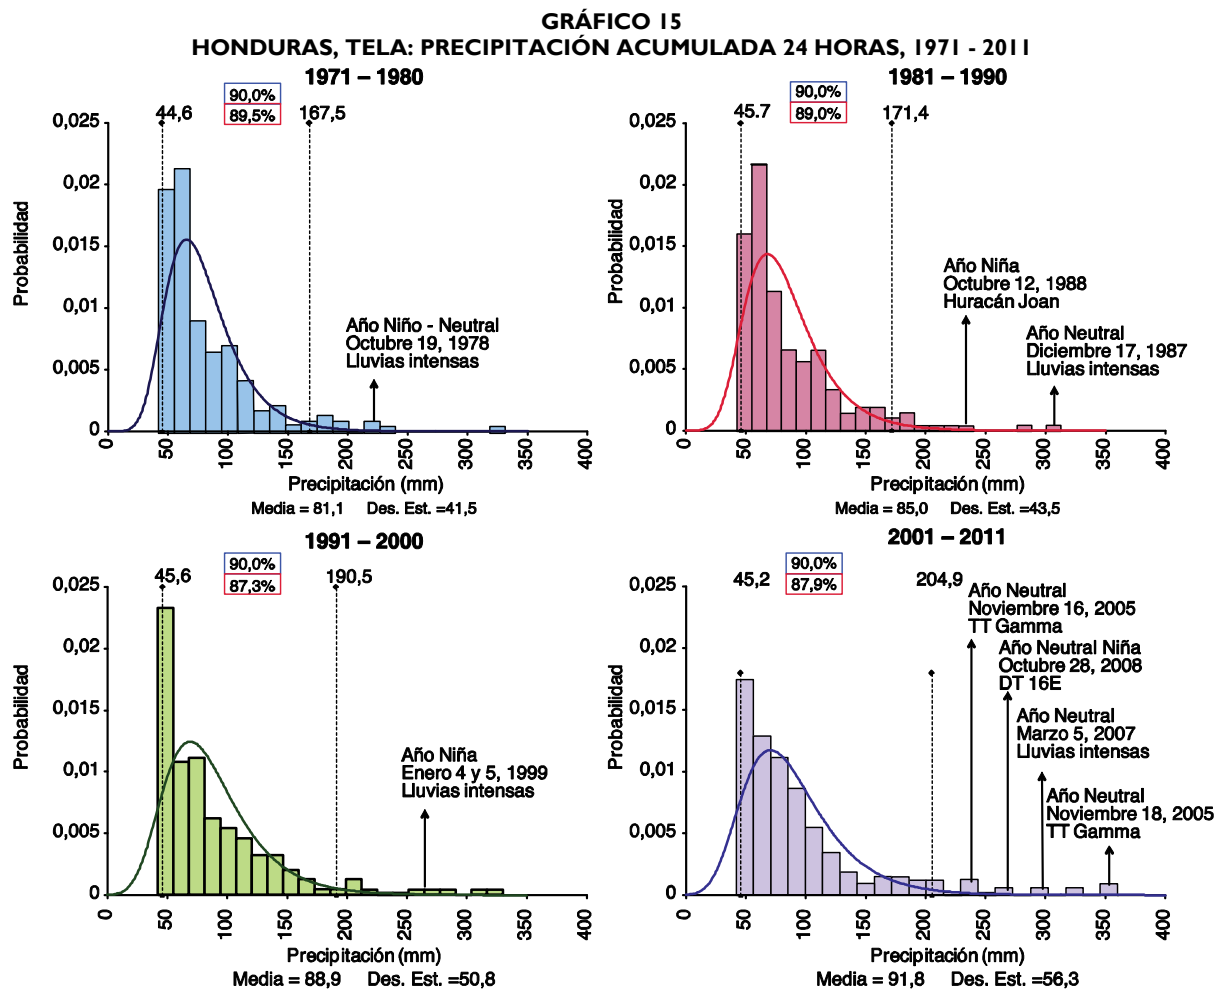 GRÁFICO 15
HONDURAS, TELA: PRECIPITACIÓN ACUMULADA 24 HORAS, 1971 - 2011
1971 – 1980
90,0%
89,5%
44,6
167,5
0,025
0,02
0,015
0,01
0,005
0
Probabilidad
Año Niño - Neutral
Octubre 19, 1978
Lluvias intensas
0
50
100
150
200
250
300
350
400
Precipitación (mm)
Media = 81,1 Des. Est. =41,5
1981 – 1990
90,0%
89,0%
45.7
171,4
0,025
0,02
0,015
0,01
0,005
0
Probabilidad
Año Niña
Octubre 12, 1988
Huracán Joan
Año Neutral
Diciembre 17, 1987
Lluvias intensas
0
50
100
150
200
250
300
350
400
Precipitación (mm)
Media = 85,0 Des. Est. =43,5
1991 – 2000
90,0%
87,3%
45,6
190,5
0,025
0,02
0,015
0,01
0,005
0
Probabilidad
Año Niña
Enero 4 y 5, 1999
Lluvias intensas
0
50
100
150
200
250
300
350
400
Precipitación (mm)
Media = 88,9 Des. Est. =50,8
2001 – 2011
90,0%
87,9%
45,2
204,9
0,025
0,02
0,015
0,01
0,005
0
Probabilidad
Año Neutral
Noviembre 16, 2005
TT Gamma
Año Neutral Niña
Octubre 28, 2008
DT 16E
Año Neutral
Marzo 5, 2007
Lluvias intensas
Año Neutral
Noviembre 18, 2005
TT Gamma
0
50
100
150
200
250
300
350
400
Precipitación (mm)
Media = 91,8 Des. Est. =56,3